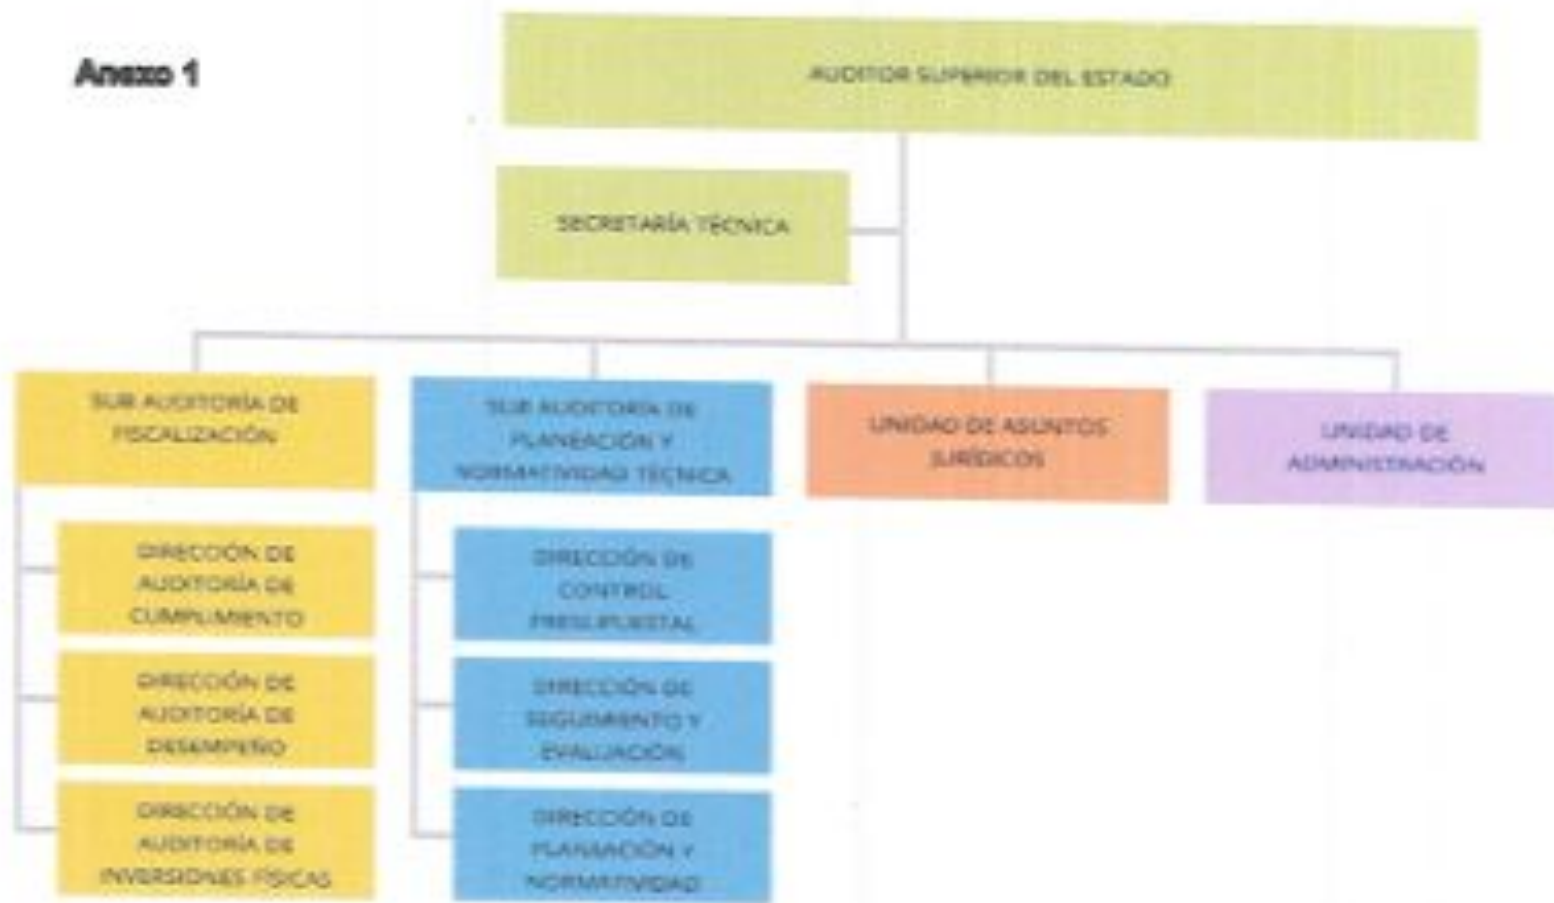 Anexo 1
AUDITOR SUPERIOR DEL ESTADO
SECRETARÍA TÉCNICA
SUB AUDITORÍA DE
FISCALIZACIÓN
SUB AUDITORÍA DE
PLANEACIÓN Y
NORMATIVIDAD TÉCNICA
UNIDAD DE ASUNTOS
JURÍDICOS
UNIDAD DE
ADMINISTRACIÓN
DIRECCIÓN DE
AUDITORÍA DE
CUMPLIMIENTO
DIRECCIÓN DE
AUDITORÍA DE
DESEMPEÑO
DIRECCIÓN DE
AUDITORÍA DE
INVERSIONES FÍSICAS
DIRECCIÓN DE
CONTROL
PRESUPUESTAL
DIRECCIÓN DE
SEGUIMIENTO Y
EVALUACIÓN
DIRECCIÓN DE
PLANEACIÓN Y
NORMATIVIDAD